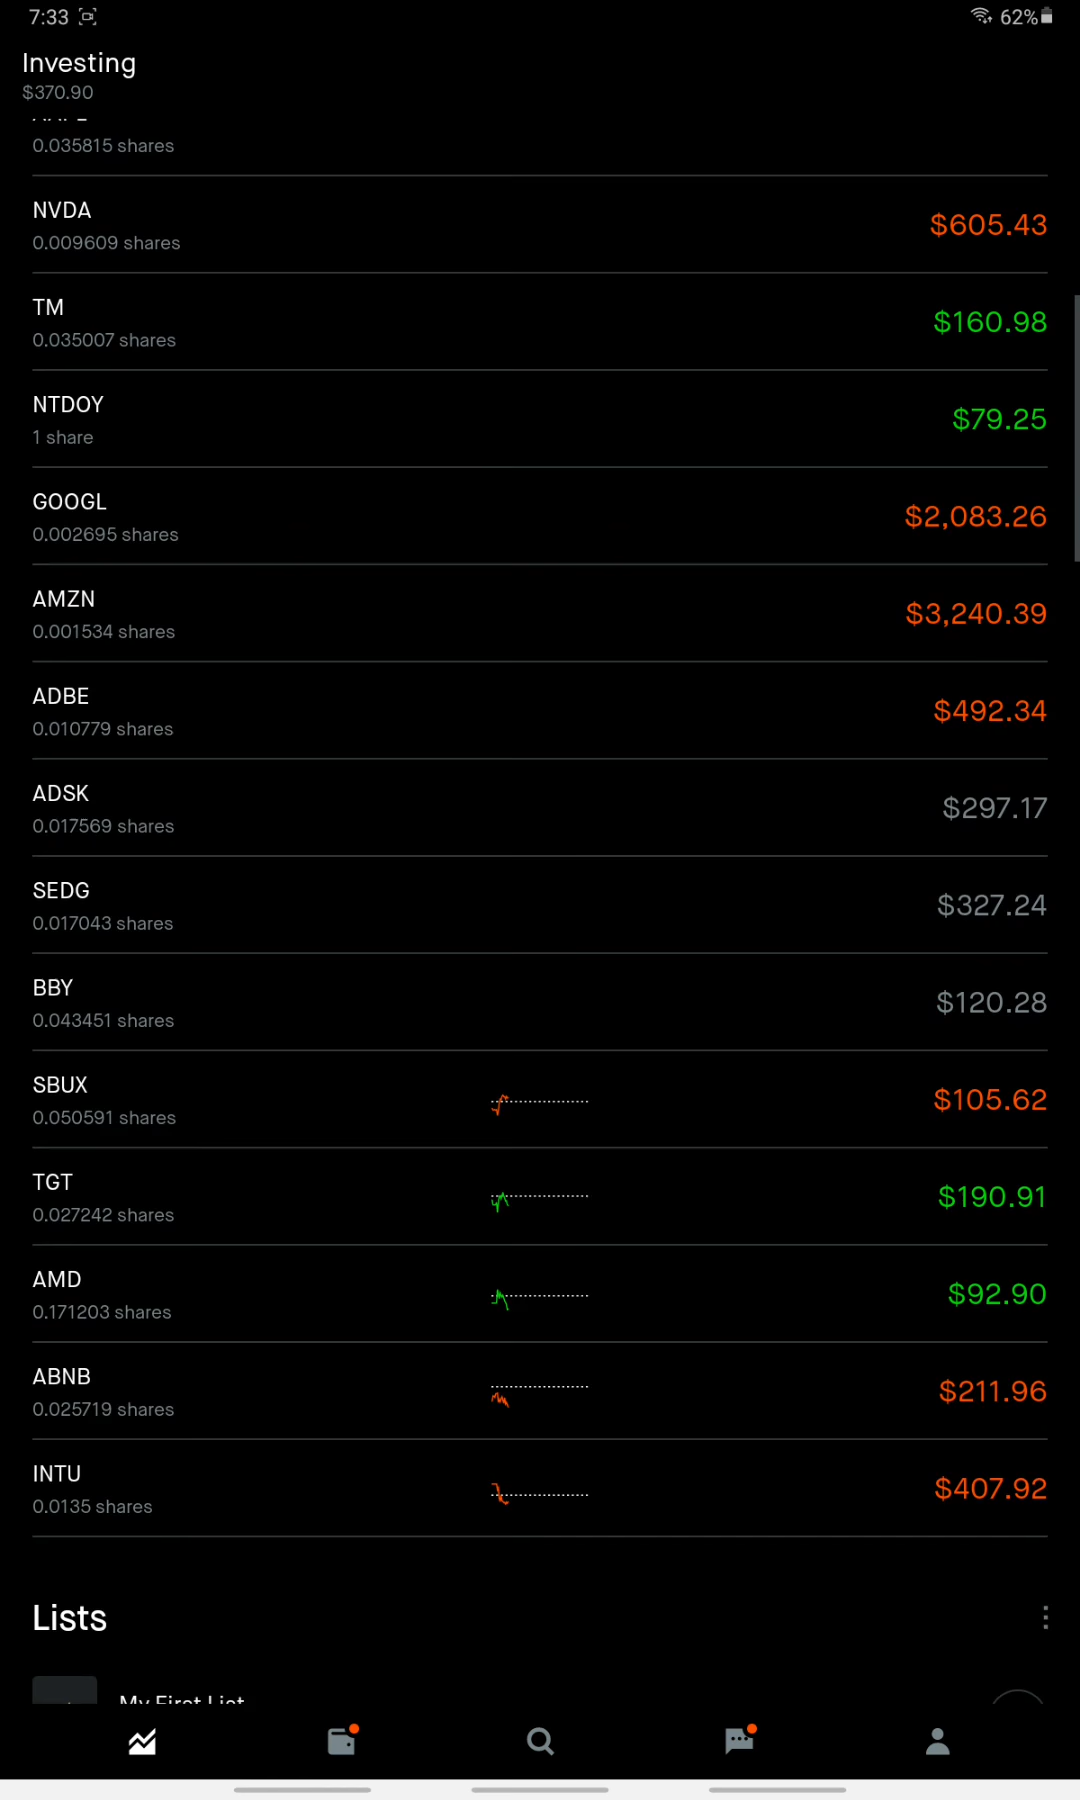 7:33
62%
Investing
$370.90
0.035815 shares
NVDA
0.009609 shares
$605.43
TM
0.035007 shares
$160.98
NTDOY
1 share
$79.25
GOOGL
0.002695 shares
$2,083.26
AMZN
0.001534 shares
$3,240.39
ADBE
0.010779 shares
$492.34
ADSK
0.017569 shares
$297.17
SEDG
0.017043 shares
$327.24
BBY
0.043451 shares
$120.28
SBUX
0.050591 shares
$105.62
TGT
0.027242 shares
$190.91
AMD
0.171203 shares
$92.90
ABNB
0.025719 shares
$211.96
INTU
0.0135 shares
$407.92
Lists
My First List